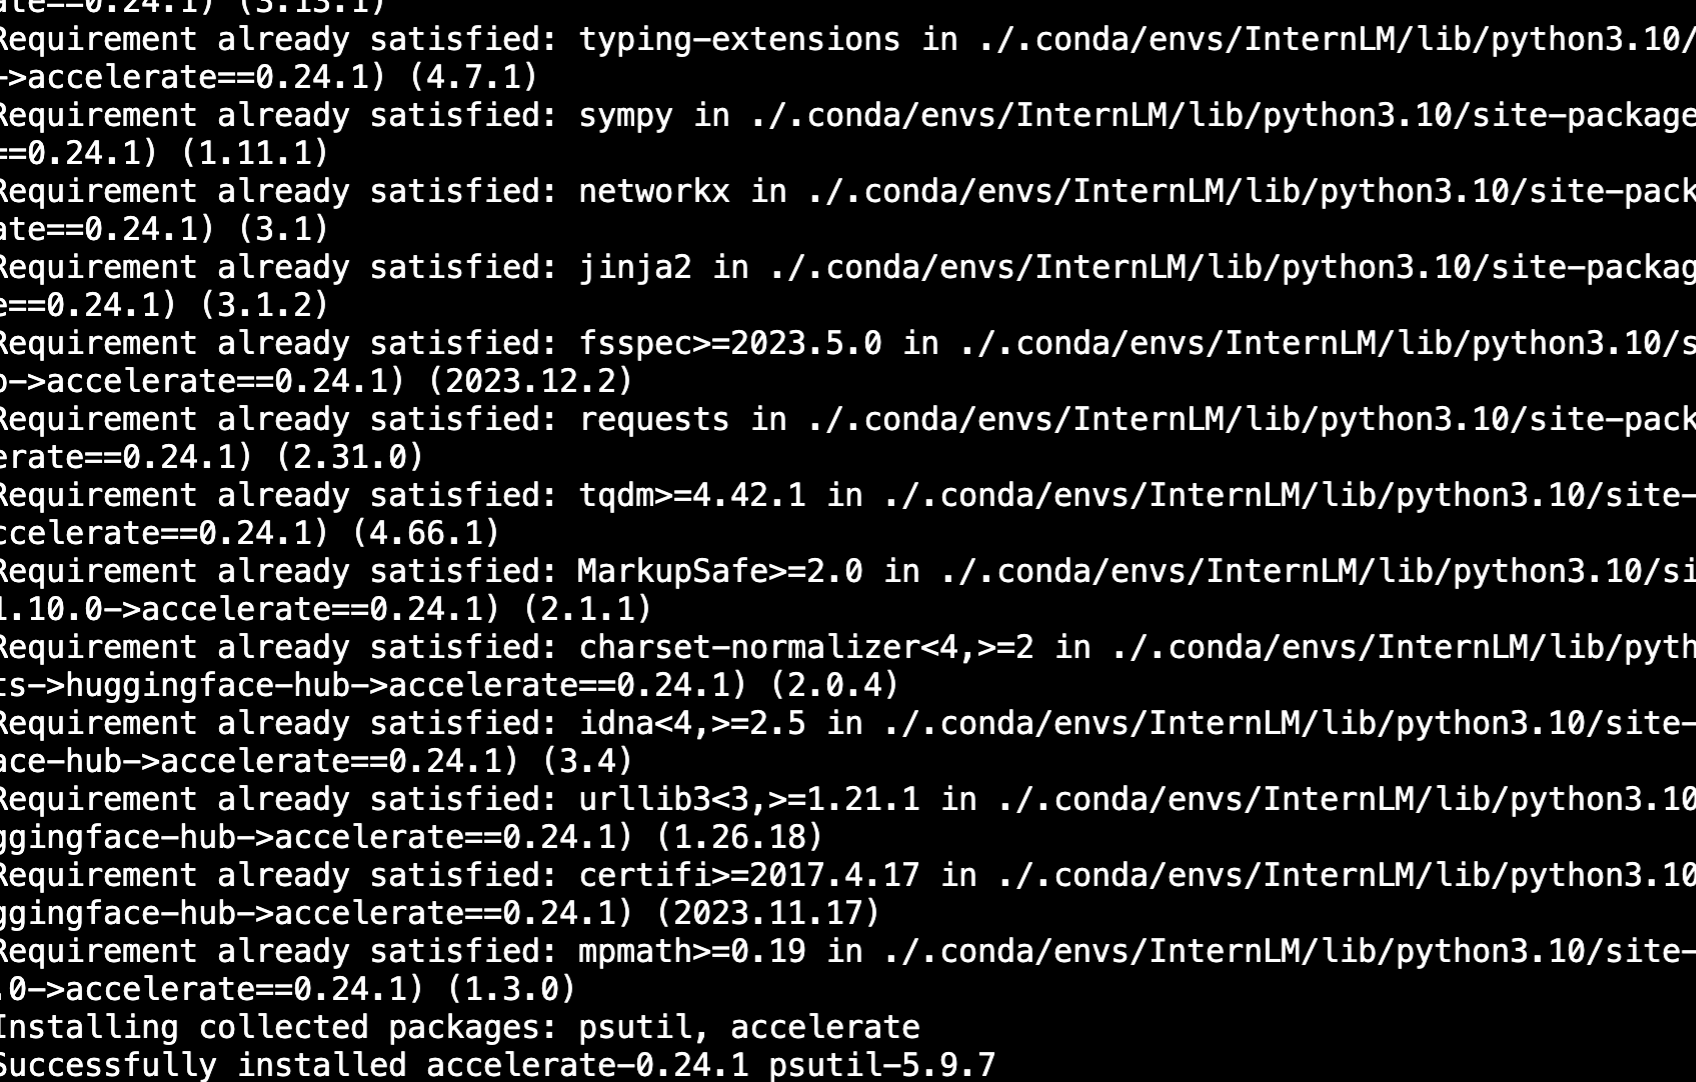 ate==0.24.1) (3.13.1)
Requirement already satisfied: typing-extensions in ./.conda/envs/InternLM/lib/python3.10/
->accelerate==0.24.1) (4.7.1)
Requirement already satisfied: sympy in ./.conda/envs/InternLM/lib/python3.10/site-package
==0.24.1) (1.11.1)
Requirement already satisfied: networkx in ./.conda/envs/InternLM/lib/python3.10/site-pack
ate==0.24.1) (3.1)
Requirement already satisfied: jinja2 in ./.conda/envs/InternLM/lib/python3.10/site-packag
e==0.24.1) (3.1.2)
Requirement already satisfied: fsspec>=2023.5.0 in ./.conda/envs/InternLM/lib/python3.10/s
b->accelerate==0.24.1) (2023.12.2)
Requirement already satisfied: requests in ./.conda/envs/InternLM/lib/python3.10/site-pack
erate==0.24.1) (2.31.0)
Requirement already satisfied: tqdm>=4.42.1 in ./.conda/envs/InternLM/lib/python3.10/site-
ccelerate==0.24.1) (4.66.1)
Requirement already satisfied: MarkupSafe>=2.0 in ./.conda/envs/InternLM/lib/python3.10/si
1.10.0->accelerate==0.24.1) (2.1.1)
Requirement already satisfied: charset-normalizer<4,>=2 in ./.conda/envs/InternLM/lib/pyth
ts->huggingface-hub->accelerate==0.24.1) (2.0.4)
Requirement already satisfied: idna<4,>=2.5 in ./.conda/envs/InternLM/lib/python3.10/site-
ace-hub->accelerate==0.24.1) (3.4)
Requirement already satisfied: urllib3<3,>=1.21.1 in ./.conda/envs/InternLM/lib/python3.10
ggingface-hub->accelerate==0.24.1) (1.26.18)
Requirement already satisfied: certifi>=2017.4.17 in ./.conda/envs/InternLM/lib/python3.10
ggingface-hub->accelerate==0.24.1) (2023.11.17)
Requirement already satisfied: mpmath>=0.19 in ./.conda/envs/InternLM/lib/python3.10/site-
.0->accelerate==0.24.1) (1.3.0)
Installing collected packages: psutil, accelerate
Successfully installed accelerate-0.24.1 psutil-5.9.7